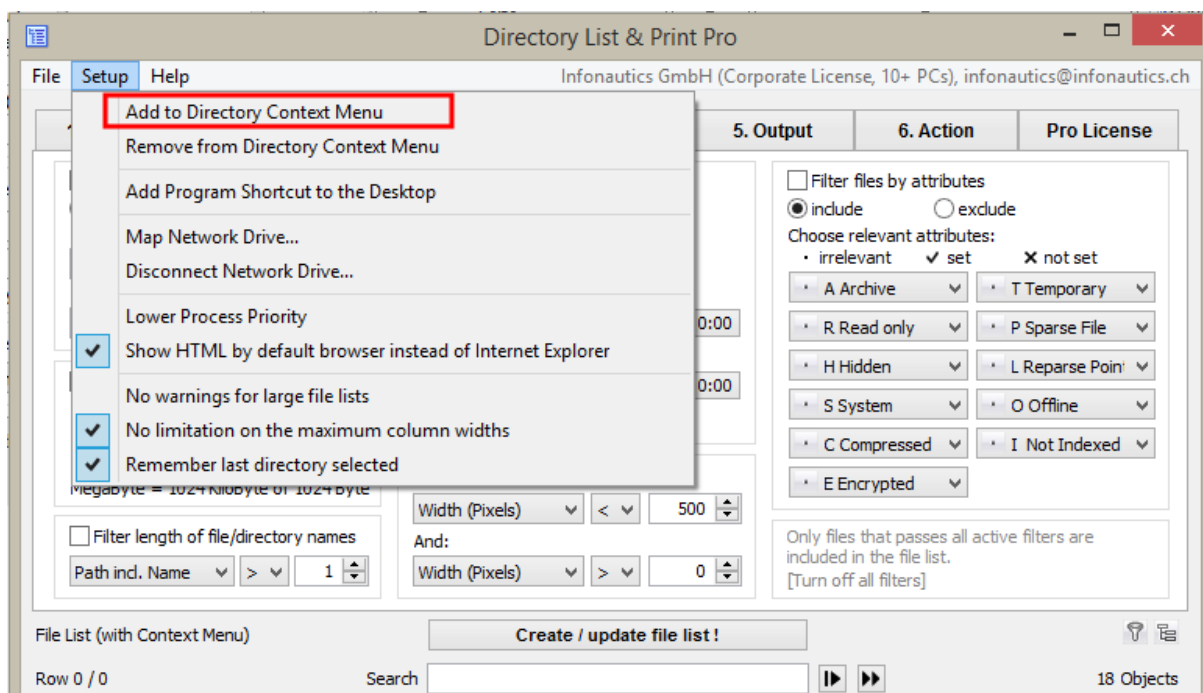 Directory List & Print Pro
File Setup Help Infonautics GmbH (Corporate License, 10+ PCs), infonautics@infonautics.ch
Add to Directory Context Menu
Remove from Directory Context Menu
Add Program Shortcut to the Desktop
Map Network Drive...
Disconnect Network Drive...
Lower Process Priority
Show HTML by default browser instead of Internet Explorer
No warnings for large file lists
No limitation on the maximum column widths
Remember last directory selected
5. Output 6. Action Pro License
0:00
0:00
MegaByte = 1024 KiloByte or 1024 Byte
Filter length of file/directory names
Path incl. Name > 1
Width (Pixels) < 500
And:
Width (Pixels) > 0
Filter files by attributes
include exclude
Choose relevant attributes:
· irrelevant ✓ set ✕ not set
· A Archive · T Temporary
· R Read only · P Sparse File
· H Hidden · L Reparse Point
· S System · O Offline
· C Compressed · I Not Indexed
· E Encrypted
Only files that passes all active filters are
included in the file list.
[Turn off all filters]
File List (with Context Menu) Create / update file list !
Row 0 / 0 Search 18 Objects